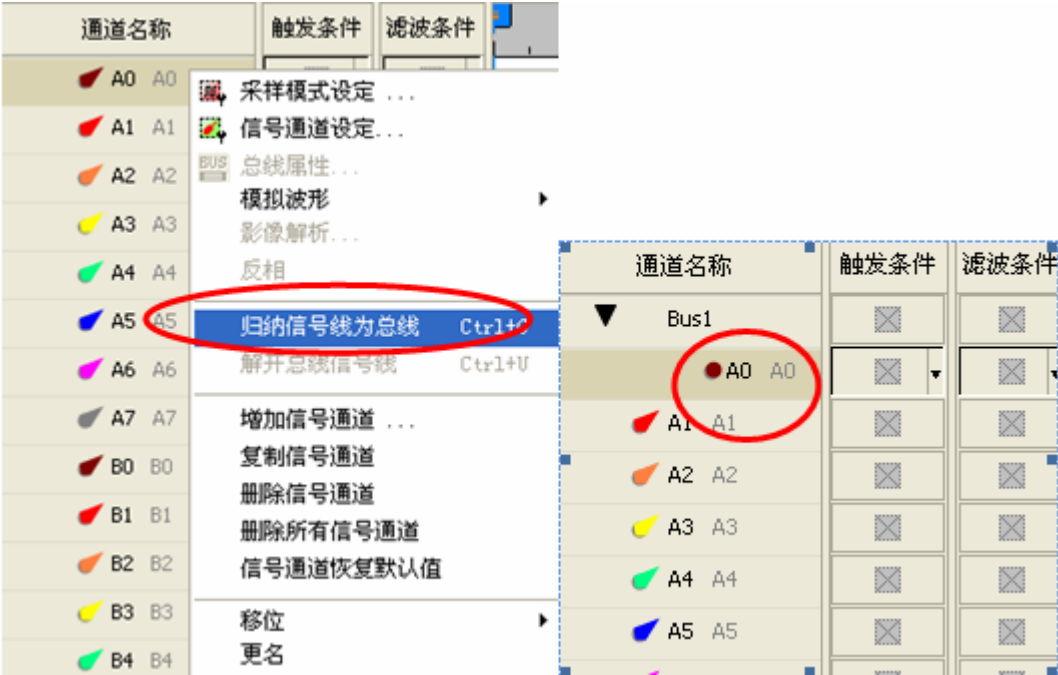 通道名称 触发条件 滤波条件
A0 A0
A1 A1
A2 A2
A3 A3
A4 A4
A5 A5
A6 A6
A7 A7
B0 B0
B1 B1
B2 B2
B3 B3
B4 B4
采样模式设定 ...
信号通道设定...
BUS 总线属性...
模拟波形
影像解析...
反相
归纳信号线为总线 Ctrl+G
解开总线信号线 Ctrl+U
增加信号通道 ...
复制信号通道
删除信号通道
删除所有信号通道
信号通道恢复默认值
移位
更名
通道名称 触发条件 滤波条件
Bus1
A0 A0
A1 A1
A2 A2
A3 A3
A4 A4
A5 A5